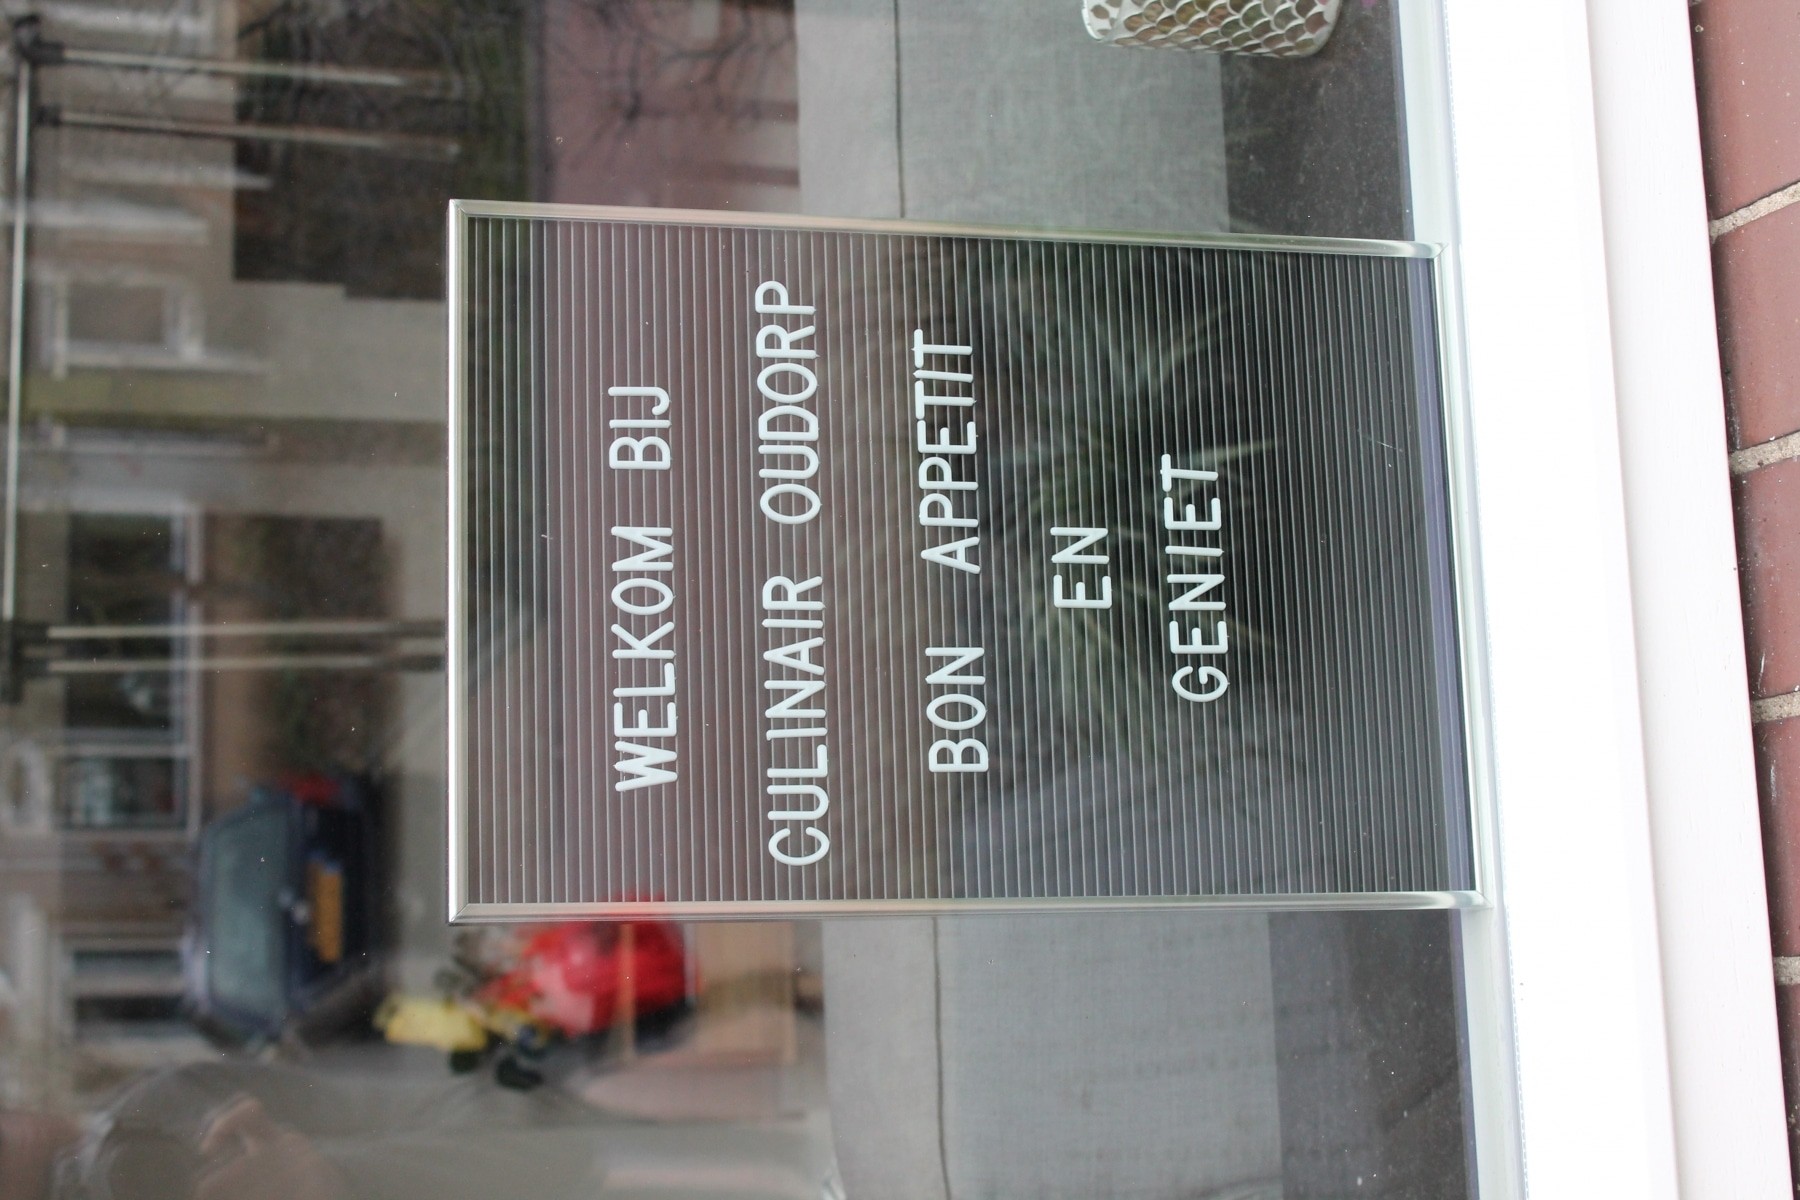 WELKOM BIJ
CULINAIR OUDORP
BON APPETIT
EN
GENIET